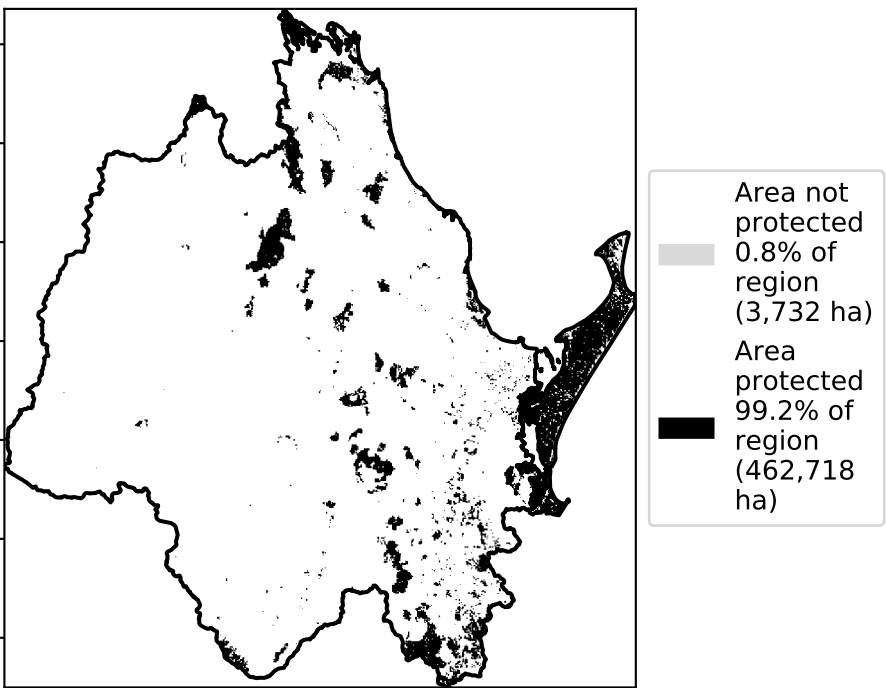 Area not
protected
0.8% of
region
(3,732 ha)
Area
protected
99.2% of
region
(462,718
ha)